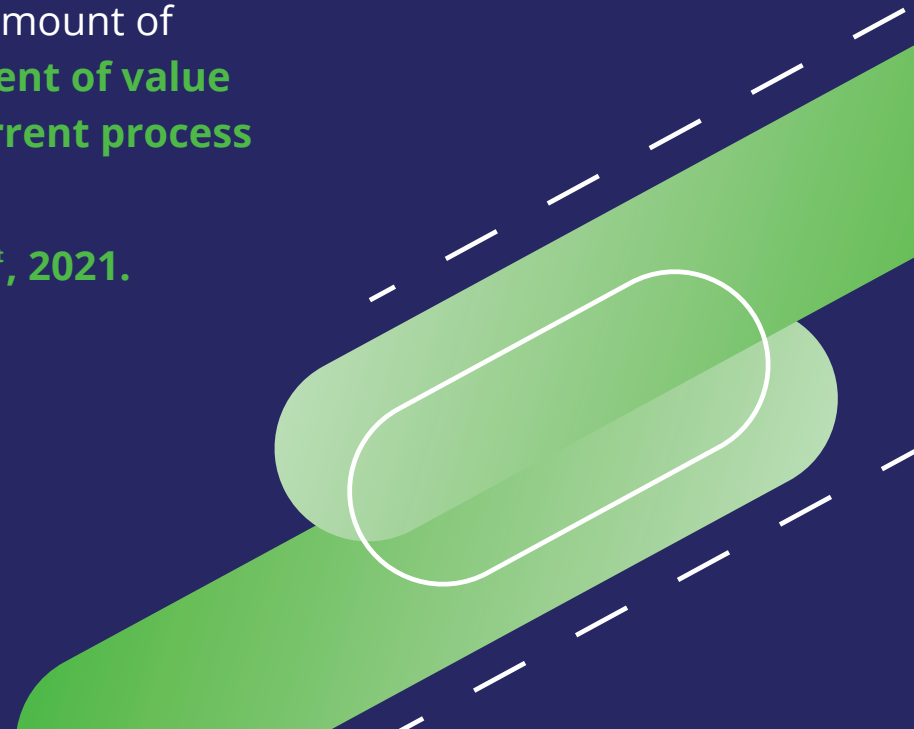 mount of
ent of value
rrent process
‡, 2021.